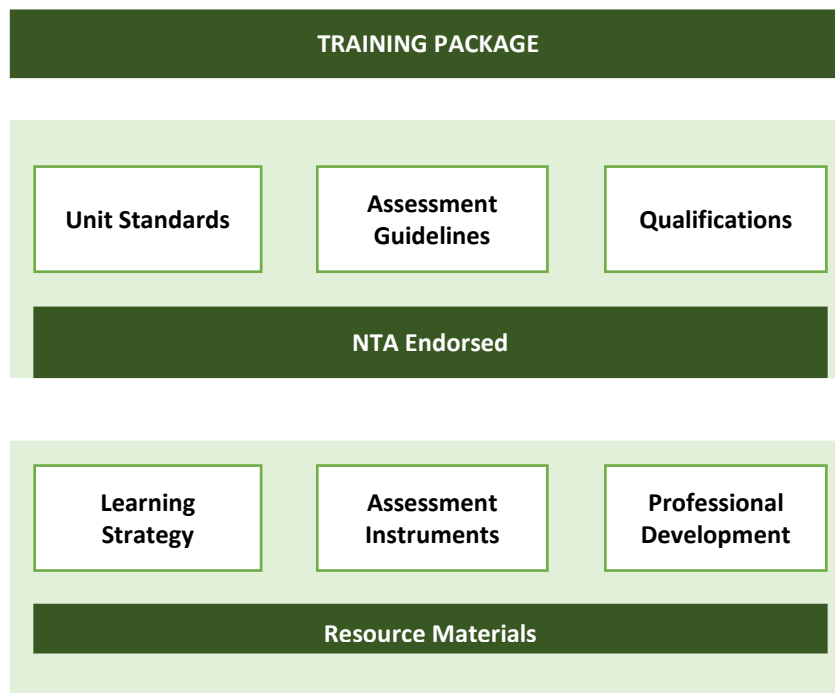 TRAINING PACKAGE
Unit Standards
Assessment
Guidelines
Qualifications
NTA Endorsed
Learning
Strategy
Assessment
Instruments
Professional
Development
Resource Materials